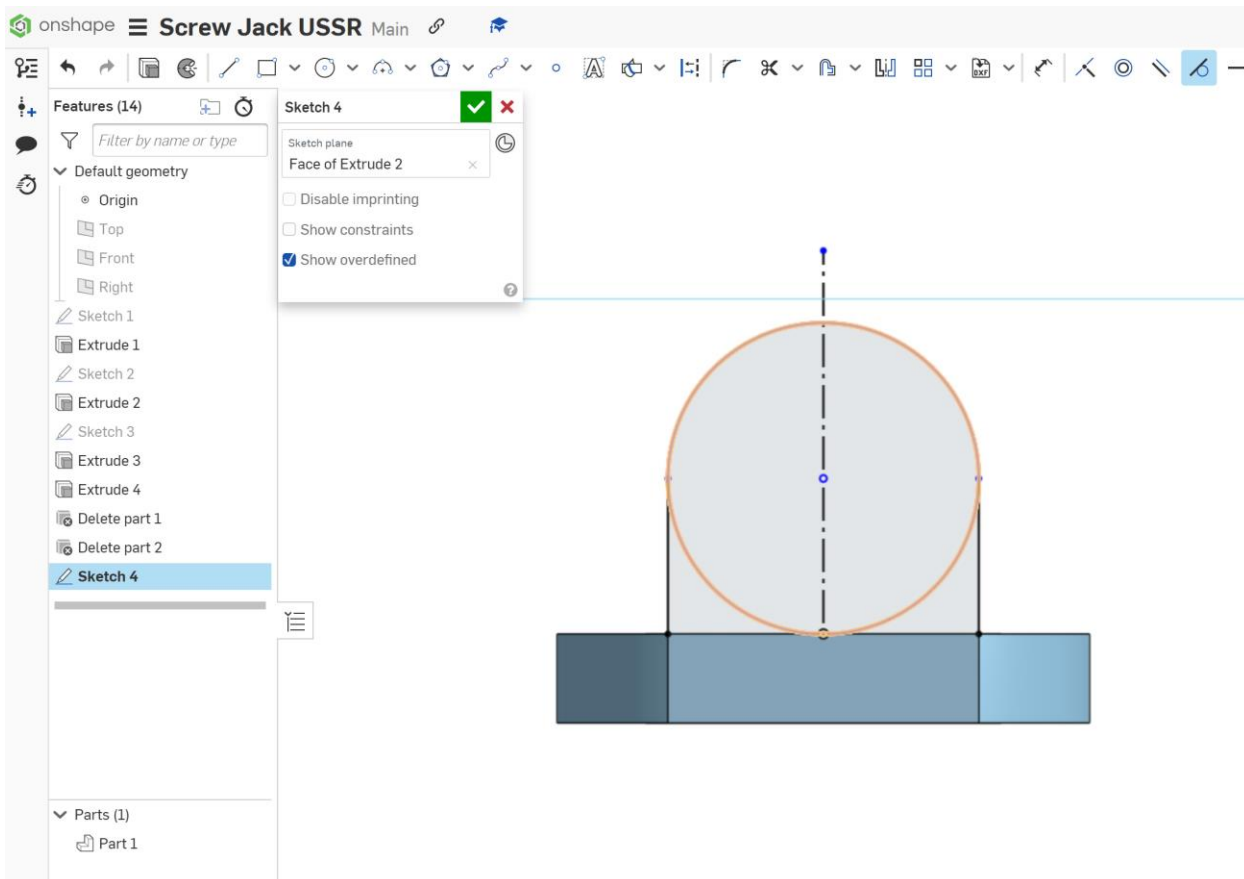 onshape Screw Jack USSR Main
DXF
Features (14)
Filter by name or type
Default geometry
Origin
Top
Front
Right
Sketch 1
Extrude 1
Sketch 2
Extrude 2
Sketch 3
Extrude 3
Extrude 4
Delete part 1
Delete part 2
Sketch 4
Parts (1)
Part 1
Sketch 4
Sketch plane
Face of Extrude 2
Disable imprinting
Show constraints
Show overdefined